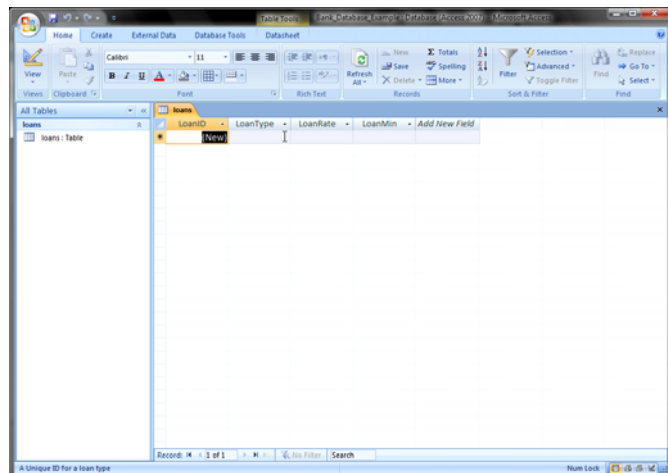 Table Tools Bank_Database_Example : Database (Access 2007) - Microsoft Access
Home Create External Data Database Tools Datasheet
View
Paste
Calibri 11
B I U A
Refresh All
New
Save
Delete
Σ Totals
Spelling
More
Filter
Selection
Advanced
Toggle Filter
Find
Replace
Go To
Select
Views Clipboard Font Rich Text Records Sort & Filter Find
All Tables «
loans
loans : Table
loans
LoanID LoanType LoanRate LoanMin Add New Field
(New)
Record: 1 of 1 No Filter Search
A Unique ID for a loan type
Num Lock